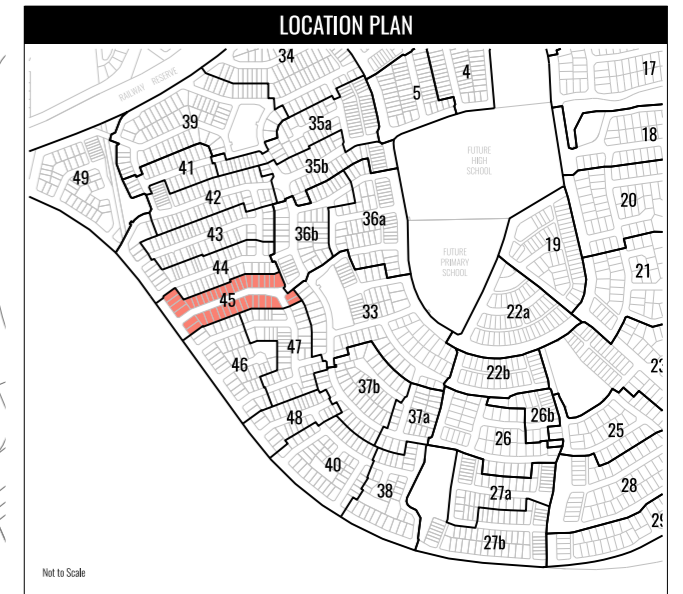 LOCATION PLAN
34
17
4
5
RAILWAY RESERVE
39
35a
18
FUTURE
HIGH
SCHOOL
49
41
35b
42
20
43
36b
36a
19
44
FUTURE
PRIMARY
SCHOOL
21
45
33
22a
47
46
22b
37b
48
37a
26b
26
25
40
38
27a
28
27b
Not to Scale